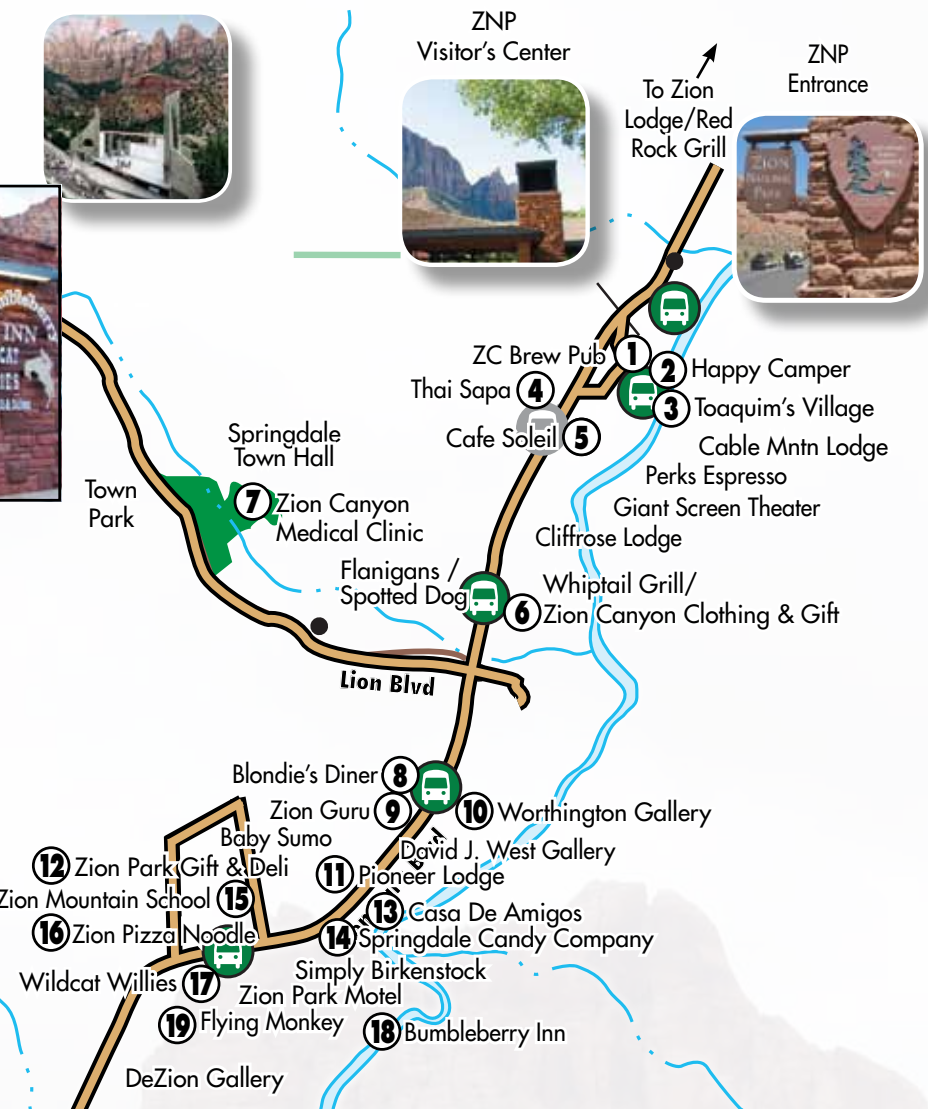 ZNP
Visitor's Center
ZNP
Entrance
To Zion
Lodge/Red
Rock Grill
ZION
NATIONAL
PARK
INN
ZC Brew Pub 1
2 Happy Camper
Thai Sapa 4
3 Toaquim's Village
Cafe Soleil 5
Cable Mntn Lodge
Perks Espresso
Giant Screen Theater
Cliffrose Lodge
Springdale
Town Hall
Town
Park
7 Zion Canyon
Medical Clinic
Flanigans /
Spotted Dog
Whiptail Grill/
6 Zion Canyon Clothing & Gift
Lion Blvd
Blondie's Diner 8
Zion Guru 9
10 Worthington Gallery
Baby Sumo
David J. West Gallery
12 Zion Park Gift & Deli
11 Pioneer Lodge
Zion Mountain School 15
13 Casa De Amigos
16 Zion Pizza Noodle
14 Springdale Candy Company
Simply Birkenstock
Wildcat Willies 17
Zion Park Motel
19 Flying Monkey
18 Bumbleberry Inn
DeZion Gallery